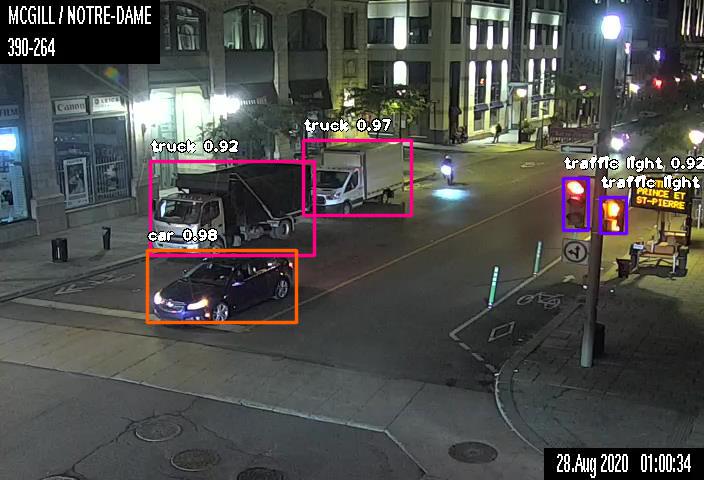 MCGILL / NOTRE-DAME
390-264
truck 0.97
truck 0.92
traffic light 0.92
traffic light
PRINCE ET
ST-PIERRE
car 0.98
Canon
28.Aug 2020 01:00:34